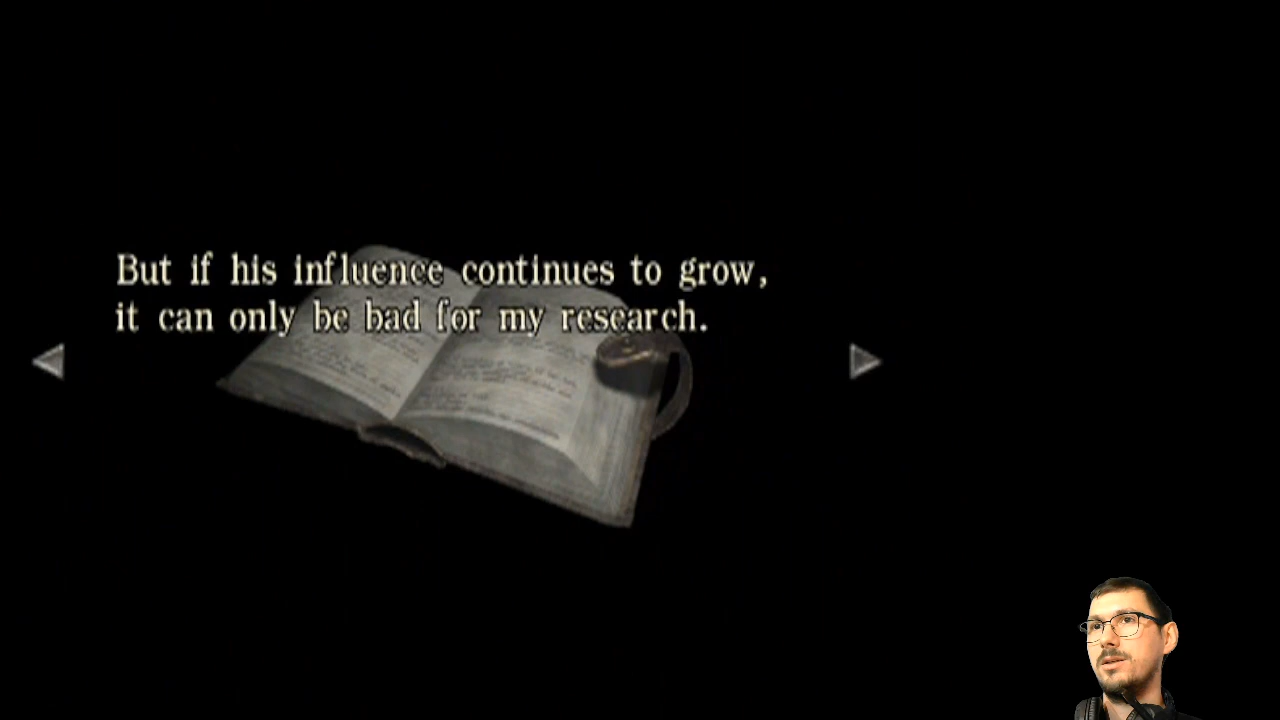 But if his influence continues to grow,
it can only be bad for my research.